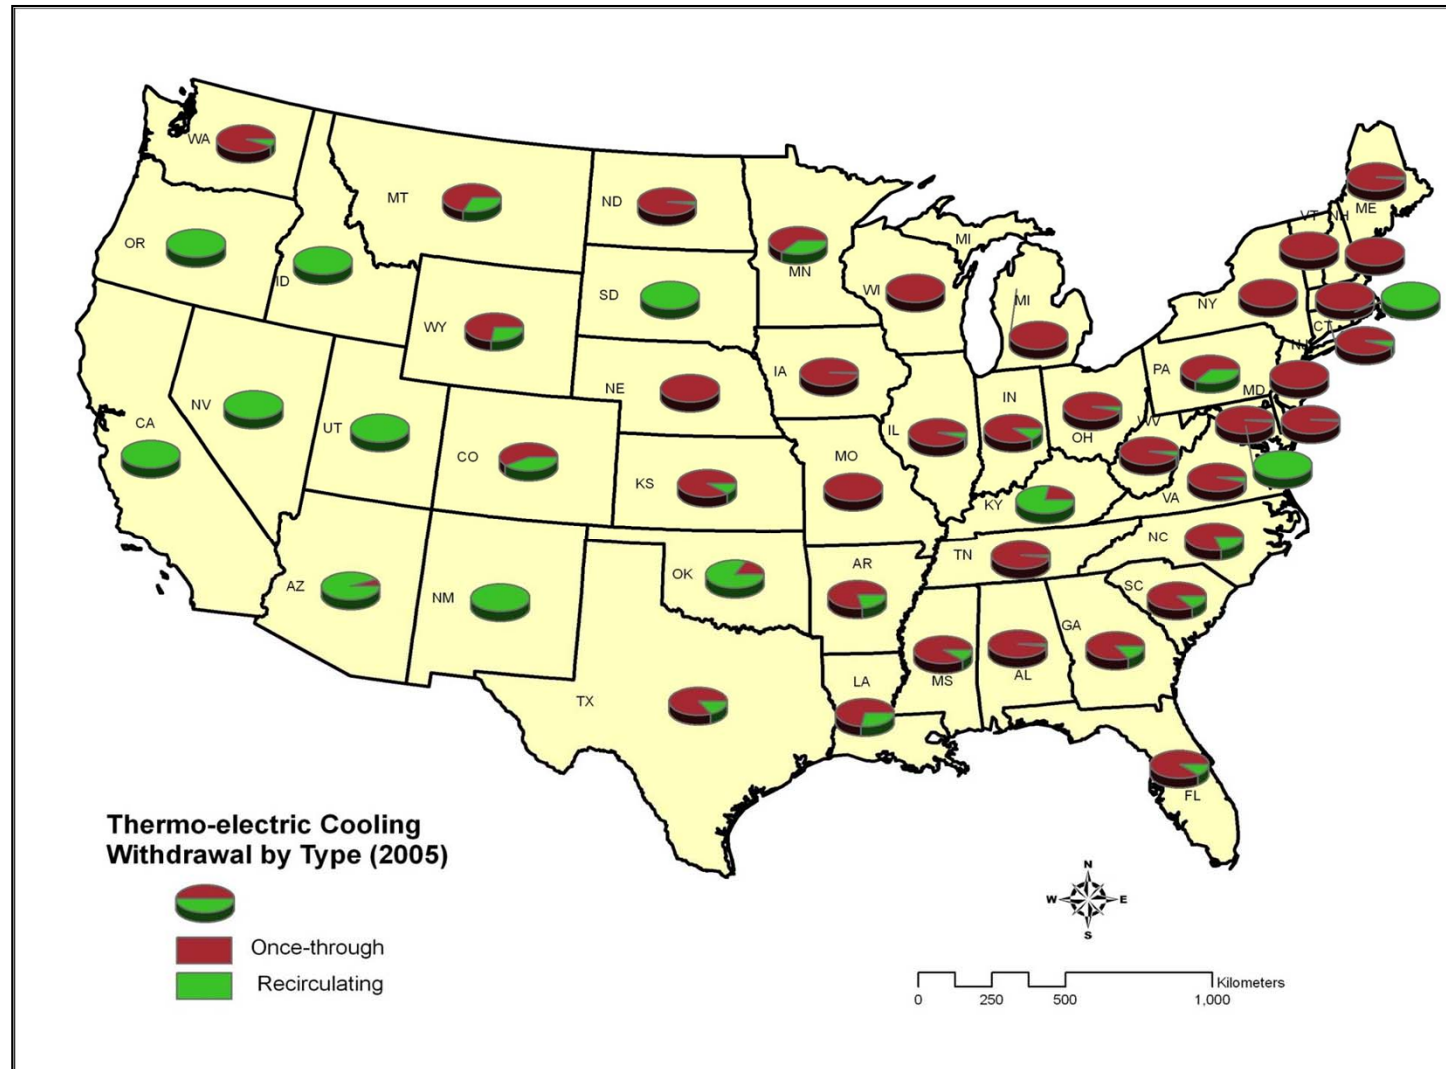 WA
MT
ND
MN
MI
VT
NH
ME
OR
ID
SD
WI
MI
NY
WY
CT
NJ
IA
PA
NE
IN
MD
NV
CA
UT
CO
IL
OH
WV
KS
MO
KY
VA
TN
NC
AZ
NM
OK
AR
SC
GA
TX
LA
MS
AL
FL
Thermo-electric Cooling
Withdrawal by Type (2005)
Once-through
Recirculating
N
W E
S
Kilometers
0 250 500 1,000